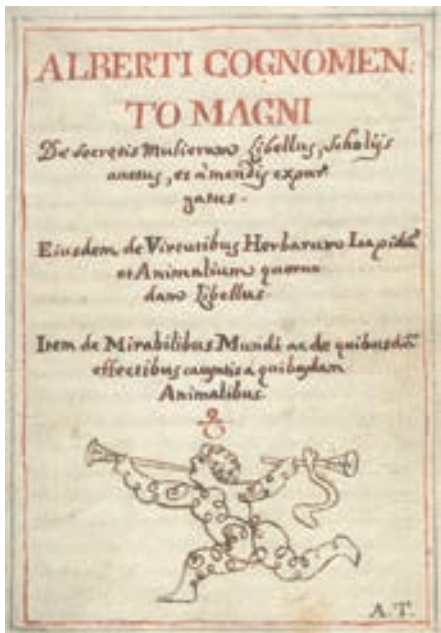 ALBERTI COGNOMEN:
TO MAGNI
De secretis Mulierum Libellus, Scholijs
auctus, et à mendis expur
gatus.
Eiusdem de Virtutibus Herbarum Lapidũ
et Animalium quorun
dam Libellus.
Item de Mirabilibus Mundi ac de quibusdã
effectibus causatis à quibusdam
Animalibus
A.T.